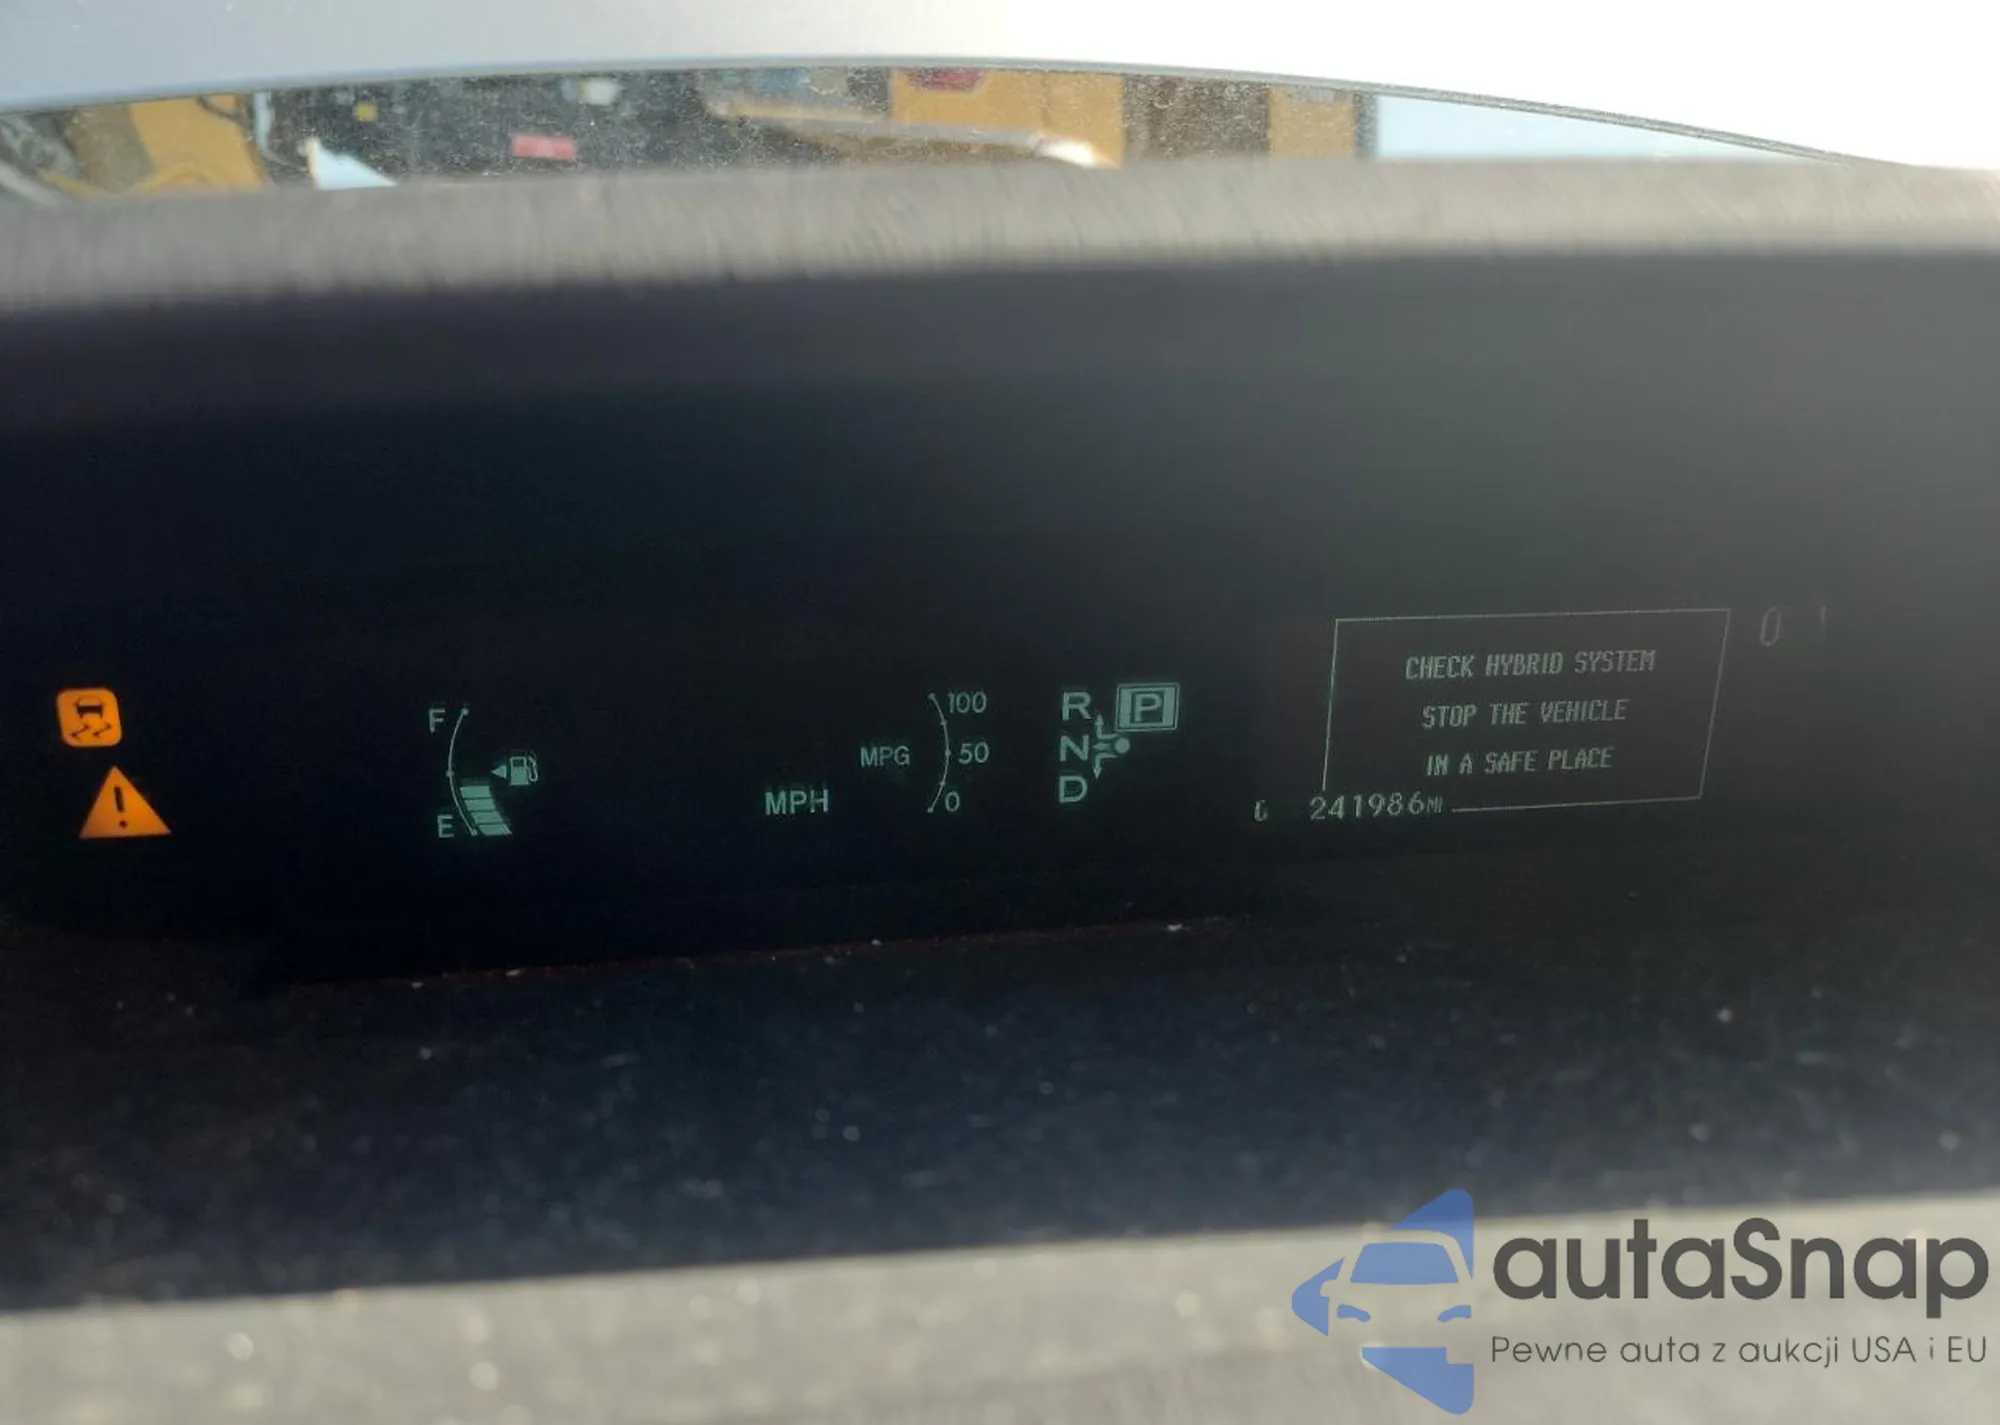 F
E
MPH
MPG
100
50
0
R
P
N
D
CHECK HYBRID SYSTEM
STOP THE VEHICLE
IN A SAFE PLACE
241986MI
autaSnap
Pewne auta z aukcji USA i EU